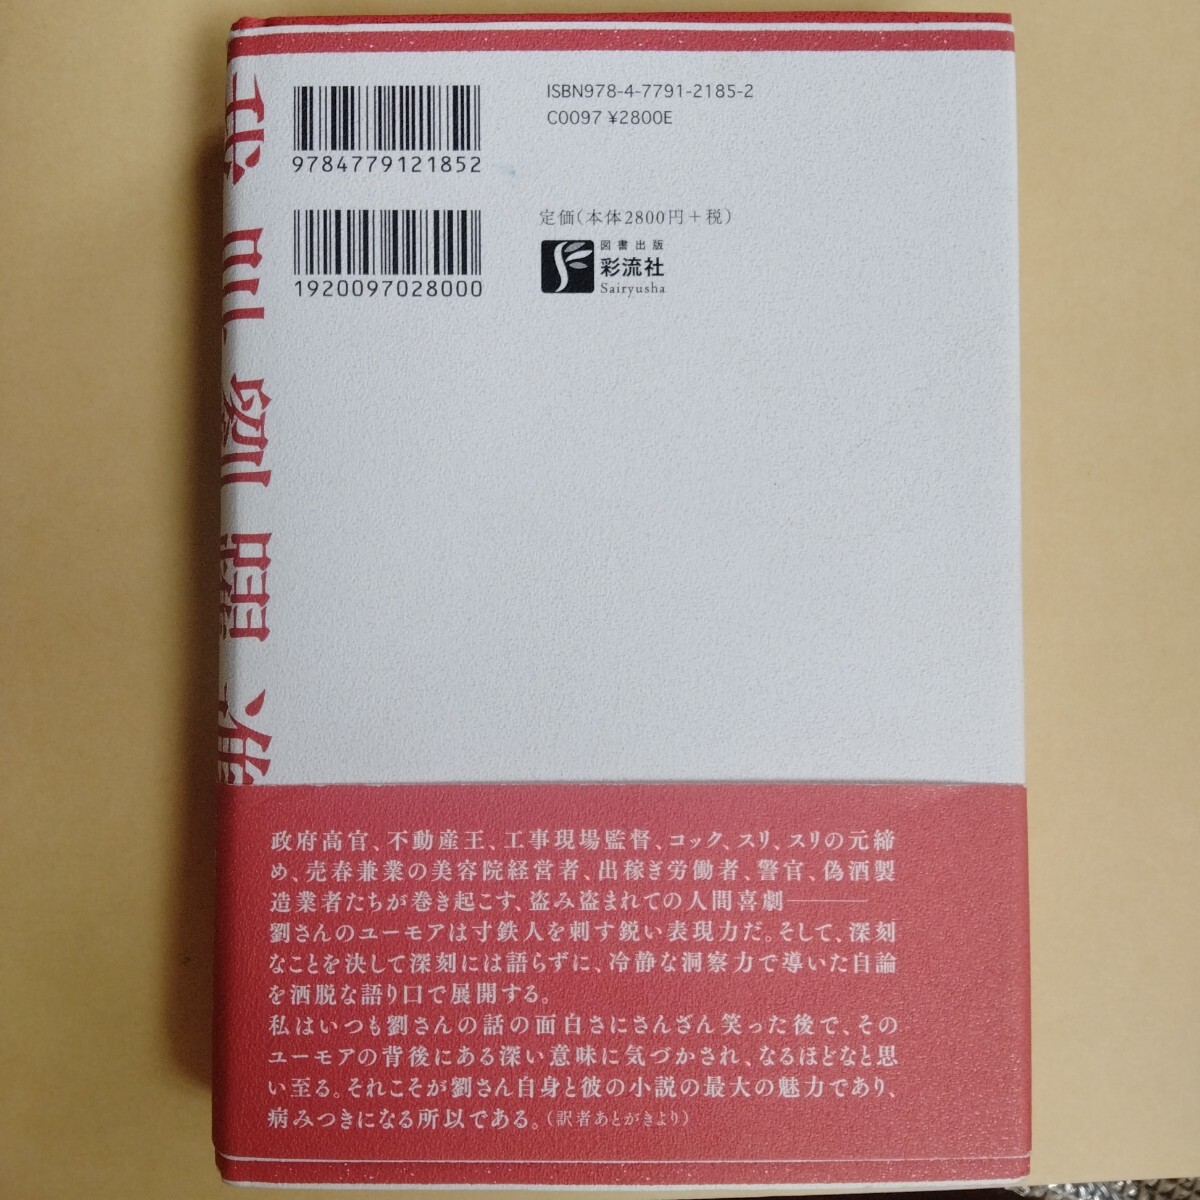 我叫劉躍進
ISBN978-4-7791-2185-2
C0097 ¥2800E
9784779121852
定価(本体2800円+税)
1920097028000
図書出版
彩流社
Sairyusha
政府高官、不動産王、工事現場監督、コック、スリ、スリの元締
め、売春兼業の美容院経営者、出稼ぎ労働者、警官、偽酒製
造業者たちが巻き起こす、盗み盗まれての人間喜劇———
劉さんのユーモアは寸鉄人を刺す鋭い表現力だ。そして、深刻
なことを決して深刻には語らずに、冷静な洞察力で導いた自論
を洒脱な語り口で展開する。
私はいつも劉さんの話の面白さにさんざん笑った後で、その
ユーモアの背後にある深い意味に気づかされ、なるほどなと思
い至る。それこそが劉さん自身と彼の小説の最大の魅力であり、
病みつきになる所以である。(訳者あとがきより)